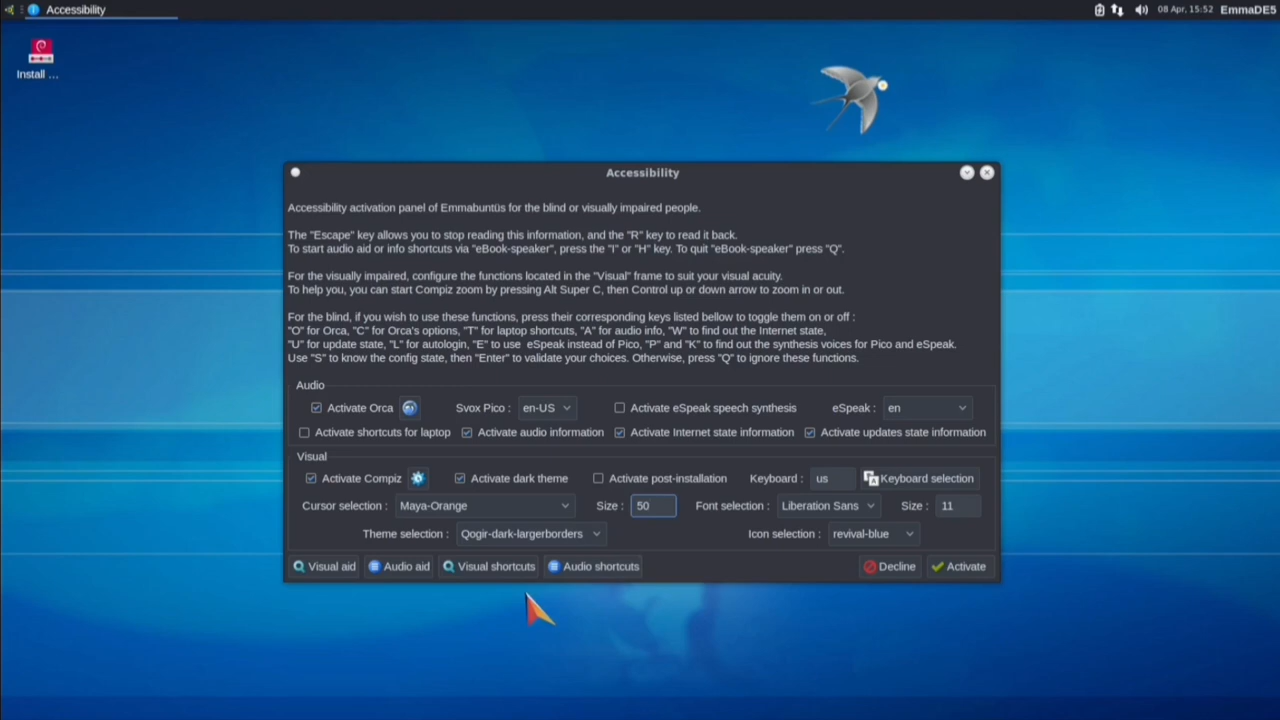 Accessibility
08 Apr, 15:52 EmmaDE5
Install ...
Accessibility
Accessibility activation panel of Emmabuntüs for the blind or visually impaired people.
The "Escape" key allows you to stop reading this information, and the "R" key to read it back.
To start audio aid or info shortcuts via "eBook-speaker", press the "I" or "H" key. To quit "eBook-speaker" press "Q".
For the visually impaired, configure the functions located in the "Visual" frame to suit your visual acuity.
To help you, you can start Compiz zoom by pressing Alt Super C, then Control up or down arrow to zoom in or out.
For the blind, if you wish to use these functions, press their corresponding keys listed bellow to toggle them on or off :
"O" for Orca, "C" for Orca's options, "T" for laptop shortcuts, "A" for audio info, "W" to find out the Internet state,
"U" for update state, "L" for autologin, "E" to use  eSpeak instead of Pico, "P" and "K" to find out the synthesis voices for Pico and eSpeak.
Use "S" to know the config state, then "Enter" to validate your choices. Otherwise, press "Q" to ignore these functions.
Audio
Activate Orca Svox Pico : en-US Activate eSpeak speech synthesis eSpeak : en
Activate shortcuts for laptop Activate audio information Activate Internet state information Activate updates state information
Visual
Activate Compiz Activate dark theme Activate post-installation Keyboard : us Keyboard selection
Cursor selection : Maya-Orange Size : 50 Font selection : Liberation Sans Size : 11
Theme selection : Qogir-dark-largerborders Icon selection : revival-blue
Visual aid Audio aid Visual shortcuts Audio shortcuts Decline Activate